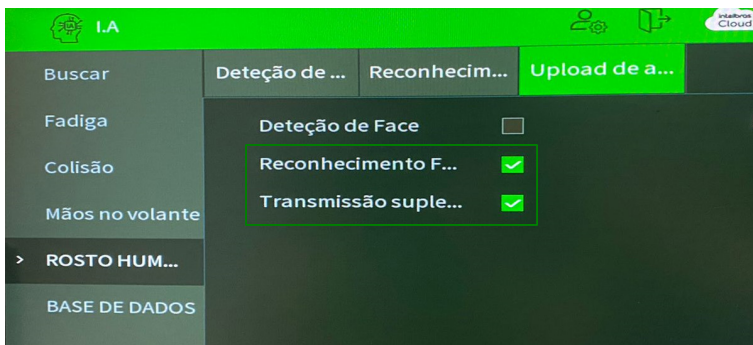 I.A
intelbras
Cloud
Buscar
Deteção de ...
Reconhecim...
Upload de a...
Fadiga
Deteção de Face
Colisão
Reconhecimento F...
Mãos no volante
Transmissão suple...
> ROSTO HUM...
BASE DE DADOS